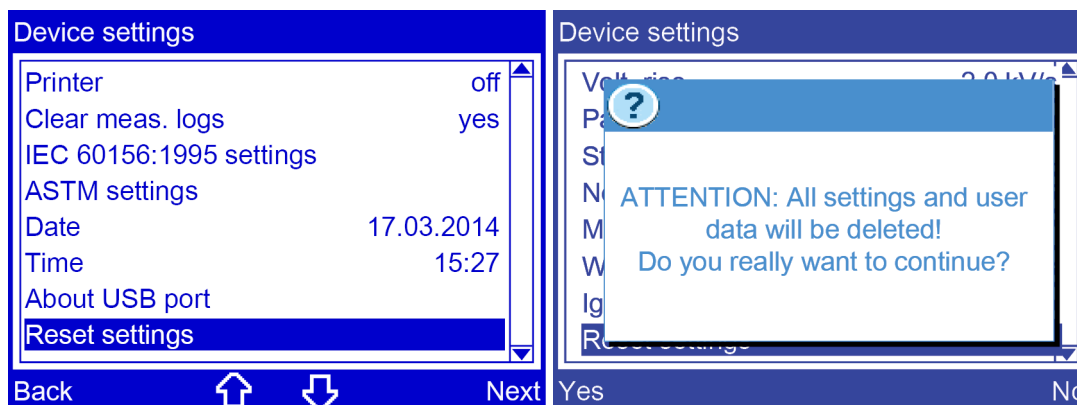 Device settings
Printer off
Clear meas. logs yes
IEC 60156:1995 settings
ASTM settings
Date 17.03.2014
Time 15:27
About USB port
Reset settings
Back Next
Device settings
?
ATTENTION: All settings and user
data will be deleted!
Do you really want to continue?
Yes